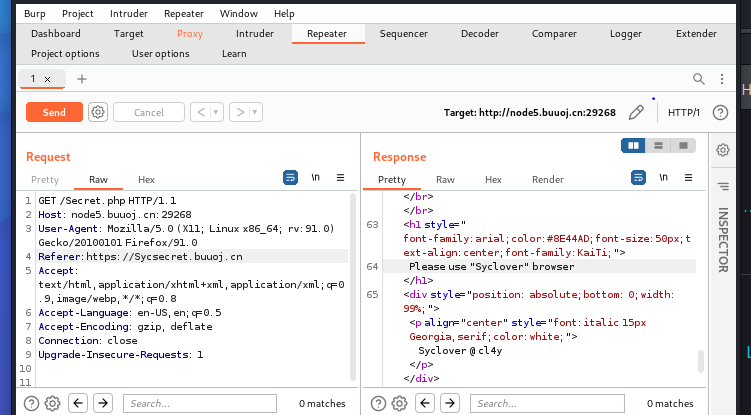 Burp Project Intruder Repeater Window Help
Dashboard Target Proxy Intruder Repeater Sequencer Decoder Comparer Logger Extender
Project options User options Learn
1 ×
Send Cancel < > Target: http://node5.buuoj.cn:29268 HTTP/1
Request
Pretty Raw Hex \n
1 GET /Secret.php HTTP/1.1
2 Host: node5.buuoj.cn:29268
3 User-Agent: Mozilla/5.0 (X11; Linux x86_64; rv:91.0)
Gecko/20100101 Firefox/91.0
4 Referer:https://Sycsecret.buuoj.cn
5 Accept:
text/html,application/xhtml+xml,application/xml;q=0
.9,image/webp,*/*;q=0.8
6 Accept-Language: en-US,en;q=0.5
7 Accept-Encoding: gzip, deflate
8 Connection: close
9 Upgrade-Insecure-Requests: 1
10
11
Search... 0 matches
Response
Pretty Raw Hex Render \n
</br>
</br>
63 <h1 style="
font-family:arial;color:#8E44AD;font-size:50px;t
ext-align:center;font-family:KaiTi;">
64 Please use "Syclover" browser
</h1>
65 <div style="position: absolute;bottom: 0;width:
99%;">
<p align="center" style="font:italic 15px
Georgia,serif;color:white;">
Syclover @ cl4y
</p>
</div>
Search... 0 matches
INSPECTOR